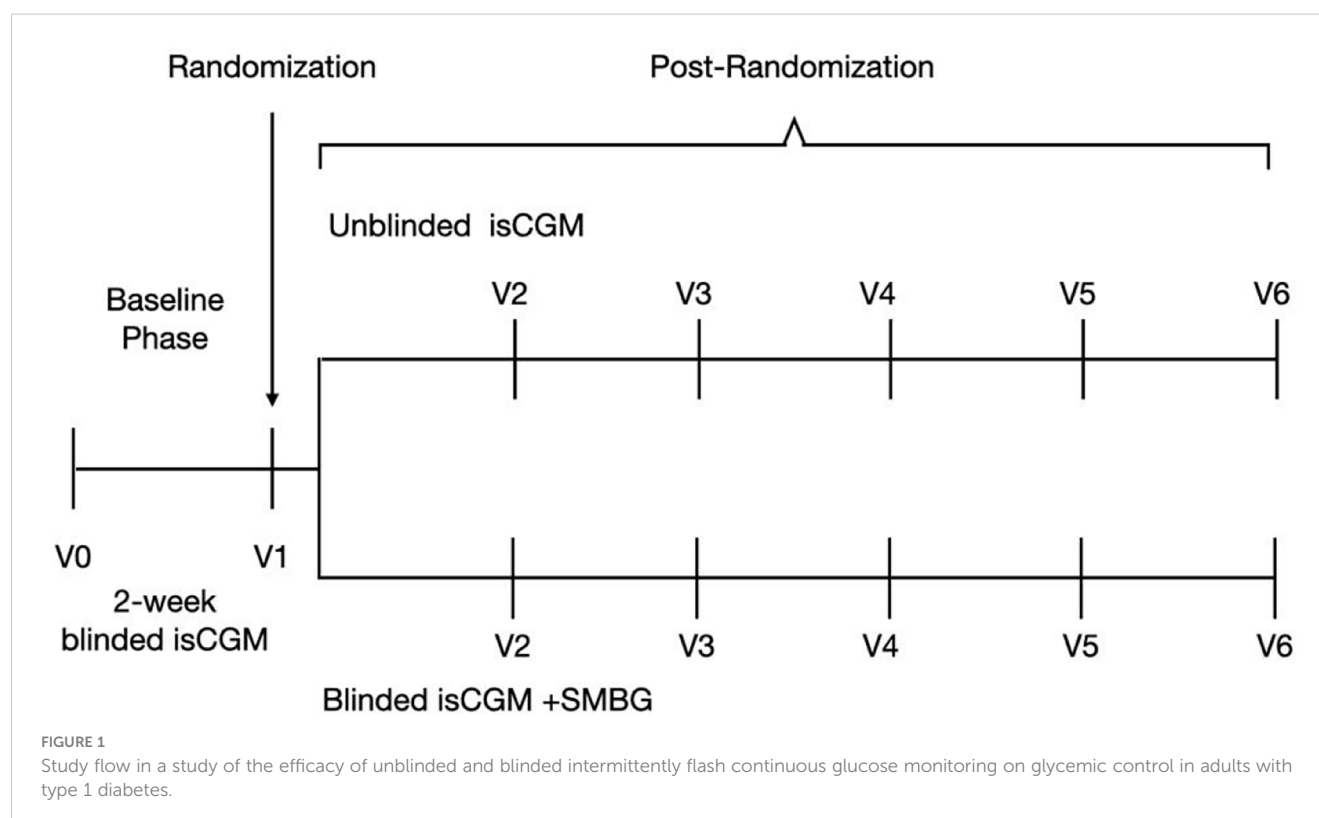 Randomization
Post-Randomization
Unblinded isCGM
Baseline
Phase
V2 V3 V4 V5 V6
V0 V1
2-week
blinded isCGM
V2 V3 V4 V5 V6
Blinded isCGM +SMBG
FIGURE 1
Study flow in a study of the efficacy of unblinded and blinded intermittently flash continuous glucose monitoring on glycemic control in adults with
type 1 diabetes.